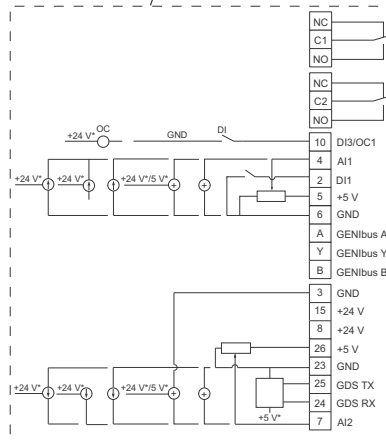 NC
C1
NO
NC
C2
NO
+24 V* OC GND DI 10 DI3/OC1
4 AI1
2 DI1
+24 V* +24 V* +24 V*/5 V* 5 +5 V
6 GND
A GENIbus A
Y GENIbus Y
B GENIbus B
3 GND
15 +24 V
8 +24 V
26 +5 V
23 GND
25 GDS TX
+24 V* +24 V* +24 V*/5 V* 24 GDS RX
+5 V* 7 AI2